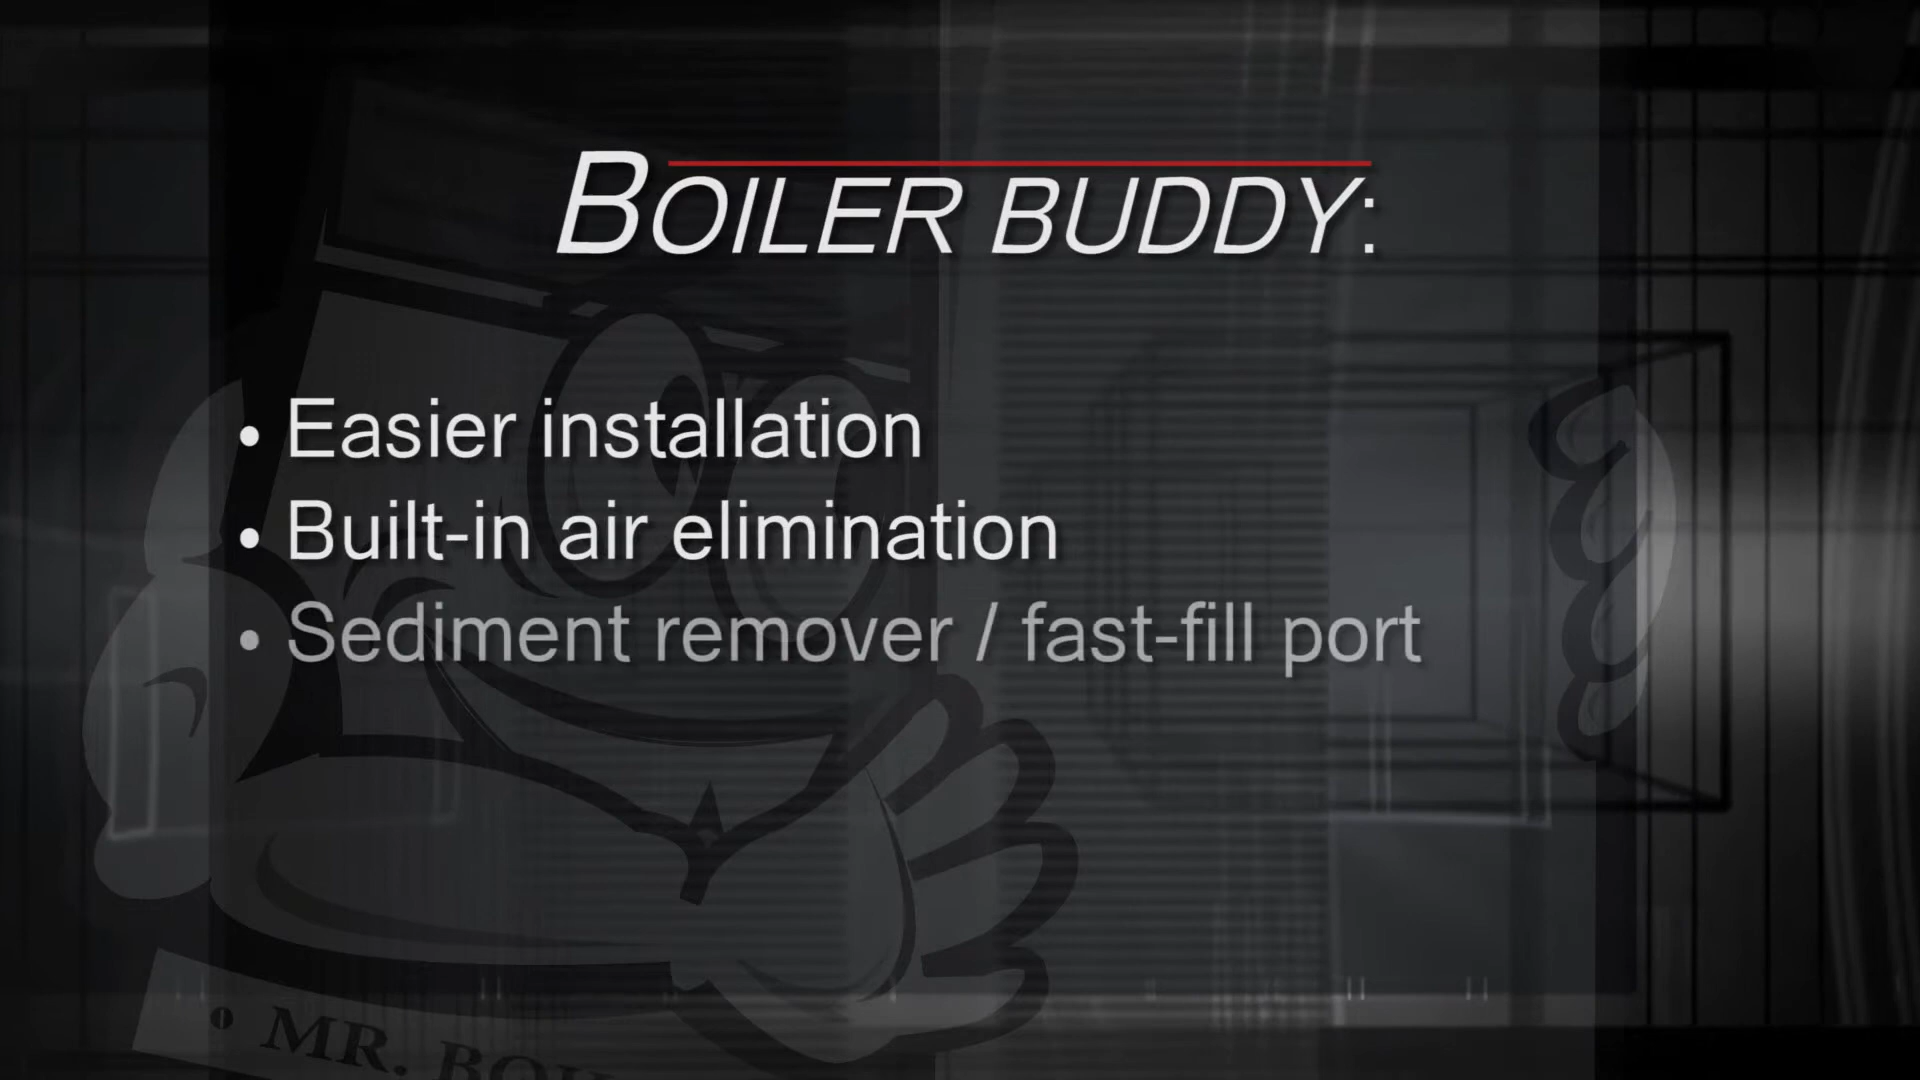 BOILER BUDDY:
• Easier installation
• Built-in air elimination
• Sediment remover / fast-fill port
• MR.